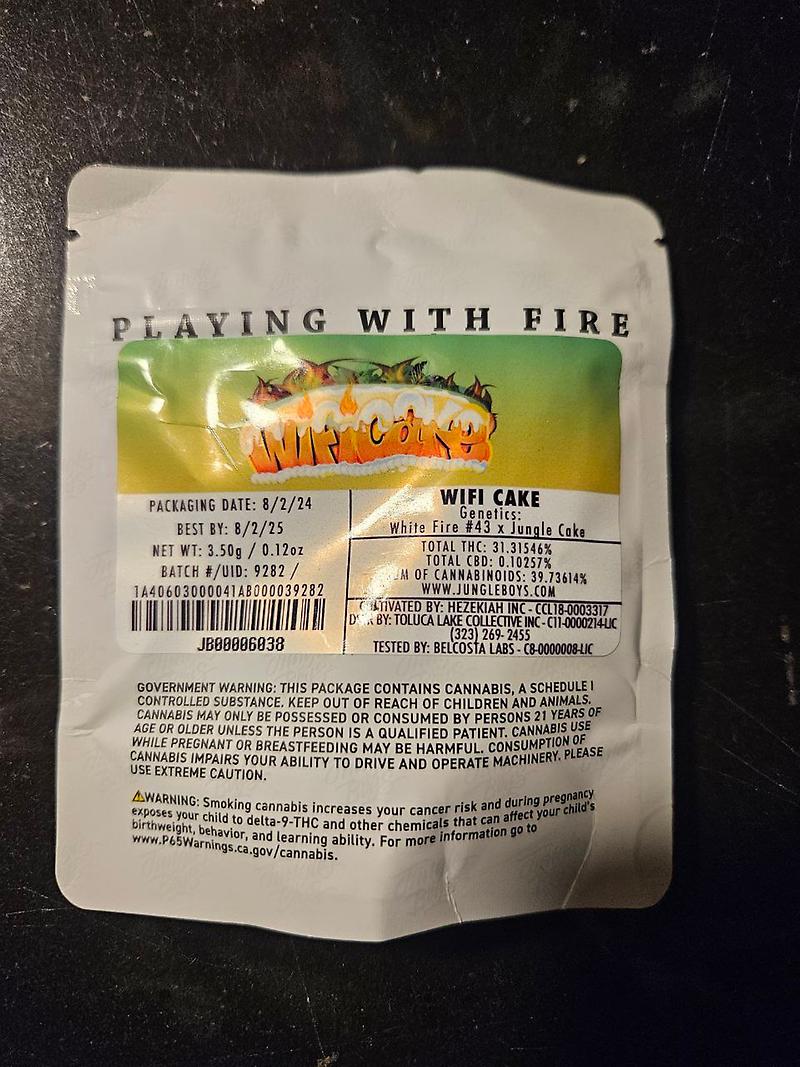 PLAYING WITH FIRE
WiFi Cake
PACKAGING DATE: 8/2/24
BEST BY: 8/2/25
NET WT: 3.50g / 0.12oz
BATCH #/UID: 9282 /
1A40603000041AB000039282
JB00006038
WIFI CAKE
Genetics:
White Fire #43 x Jungle Cake
TOTAL THC: 31.31546%
TOTAL CBD: 0.10257%
OF CANNABINOIDS: 39.73614%
WWW.JUNGLEBOYS.COM
CULTIVATED BY: HEZEKIAH INC - CCL18-0003317
BY: TOLUCA LAKE COLLECTIVE INC - C11-0000214-LIC
(323) 269- 2455
TESTED BY: BELCOSTA LABS - C8-0000008-LIC
GOVERNMENT WARNING: THIS PACKAGE CONTAINS CANNABIS, A SCHEDULE I
CONTROLLED SUBSTANCE. KEEP OUT OF REACH OF CHILDREN AND ANIMALS.
CANNABIS MAY ONLY BE POSSESSED OR CONSUMED BY PERSONS 21 YEARS OF
AGE OR OLDER UNLESS THE PERSON IS A QUALIFIED PATIENT. CANNABIS USE
WHILE PREGNANT OR BREASTFEEDING MAY BE HARMFUL. CONSUMPTION OF
CANNABIS IMPAIRS YOUR ABILITY TO DRIVE AND OPERATE MACHINERY. PLEASE
USE EXTREME CAUTION.
WARNING: Smoking cannabis increases your cancer risk and during pregnancy
exposes your child to delta-9-THC and other chemicals that can affect your child's
birthweight, behavior, and learning ability. For more information go to
www.P65Warnings.ca.gov/cannabis.